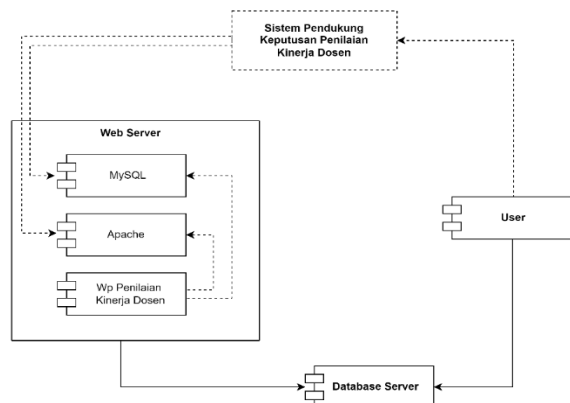 Sistem Pendukung
Keputusan Penilaian
Kinerja Dosen
Web Server
MySQL
Apache
Wp Penilaian
Kinerja Dosen
User
Database Server